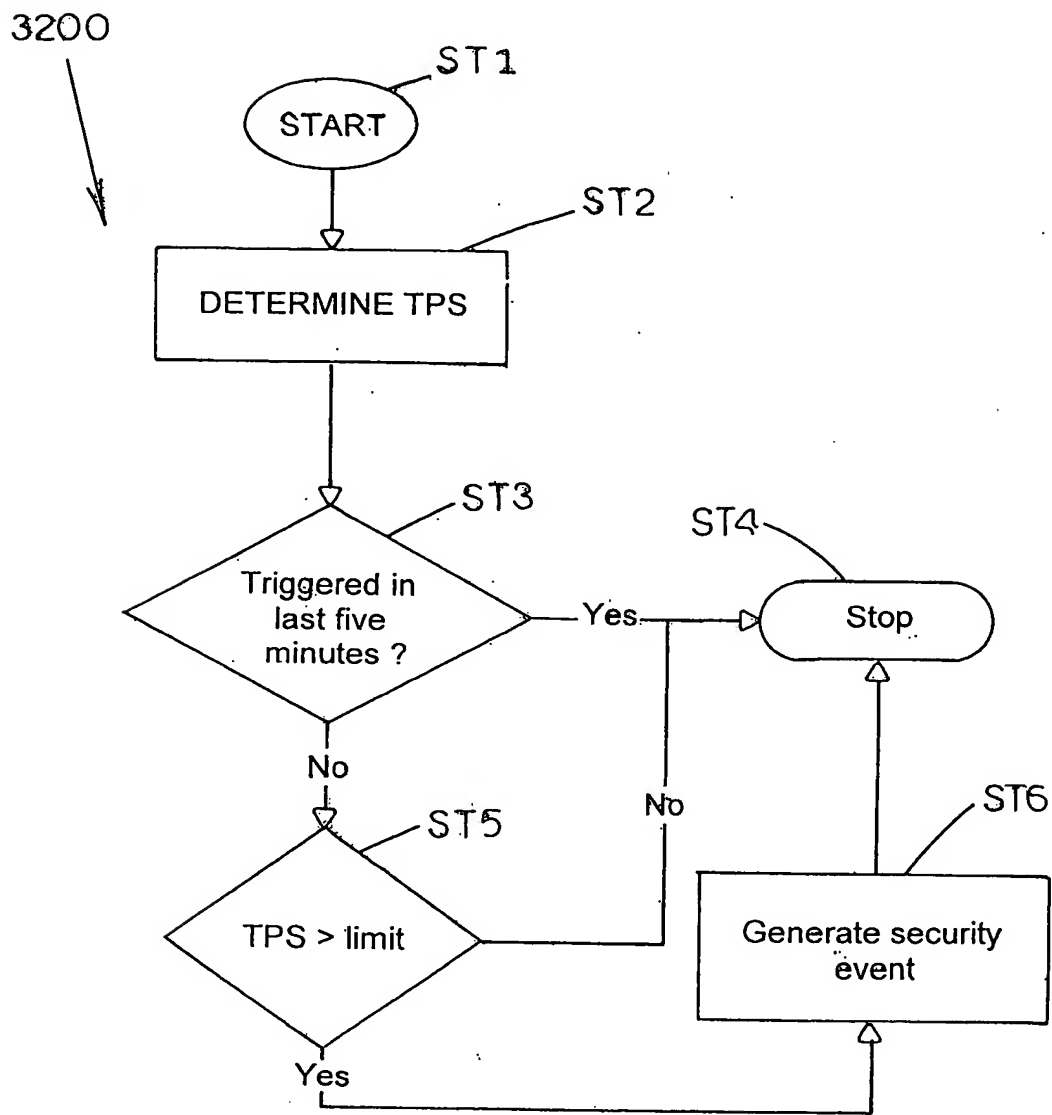 3200
ST1
START
ST2
DETERMINE TPS
ST3
Triggered in
last five
minutes ?
Yes
ST4
Stop
No
ST5
TPS > limit
No
ST6
Generate security
event
Yes